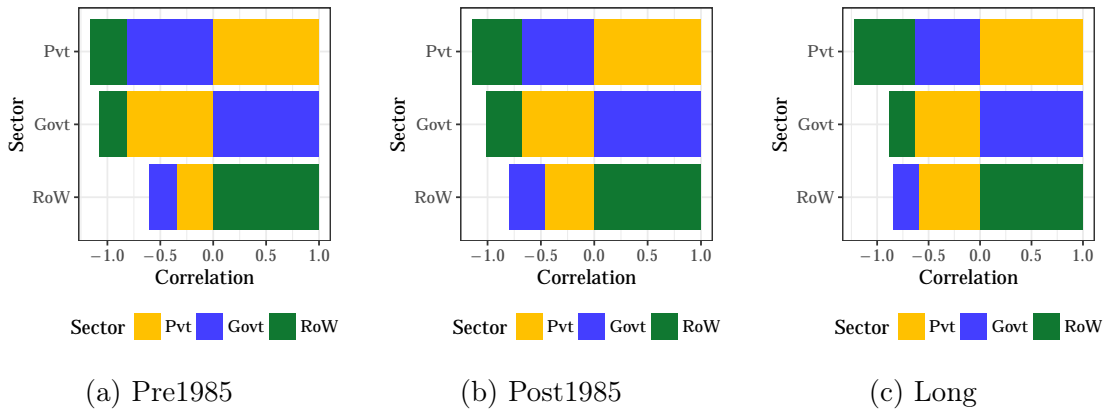 Pvt
Govt
RoW
Sector
−1.0 −0.5 0.0 0.5 1.0
Correlation
Sector Pvt Govt RoW
(a) Pre1985
Pvt
Govt
RoW
Sector
−1.0 −0.5 0.0 0.5 1.0
Correlation
Sector Pvt Govt RoW
(b) Post1985
Pvt
Govt
RoW
Sector
−1.0 −0.5 0.0 0.5 1.0
Correlation
Sector Pvt Govt RoW
(c) Long